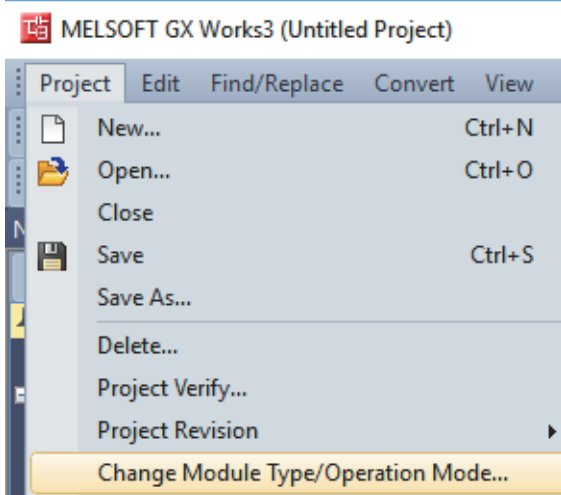 MELSOFT GX Works3 (Untitled Project)
Project Edit Find/Replace Convert View
New... Ctrl+N
Open... Ctrl+O
Close
Save Ctrl+S
Save As...
Delete...
Project Verify...
Project Revision
Change Module Type/Operation Mode...